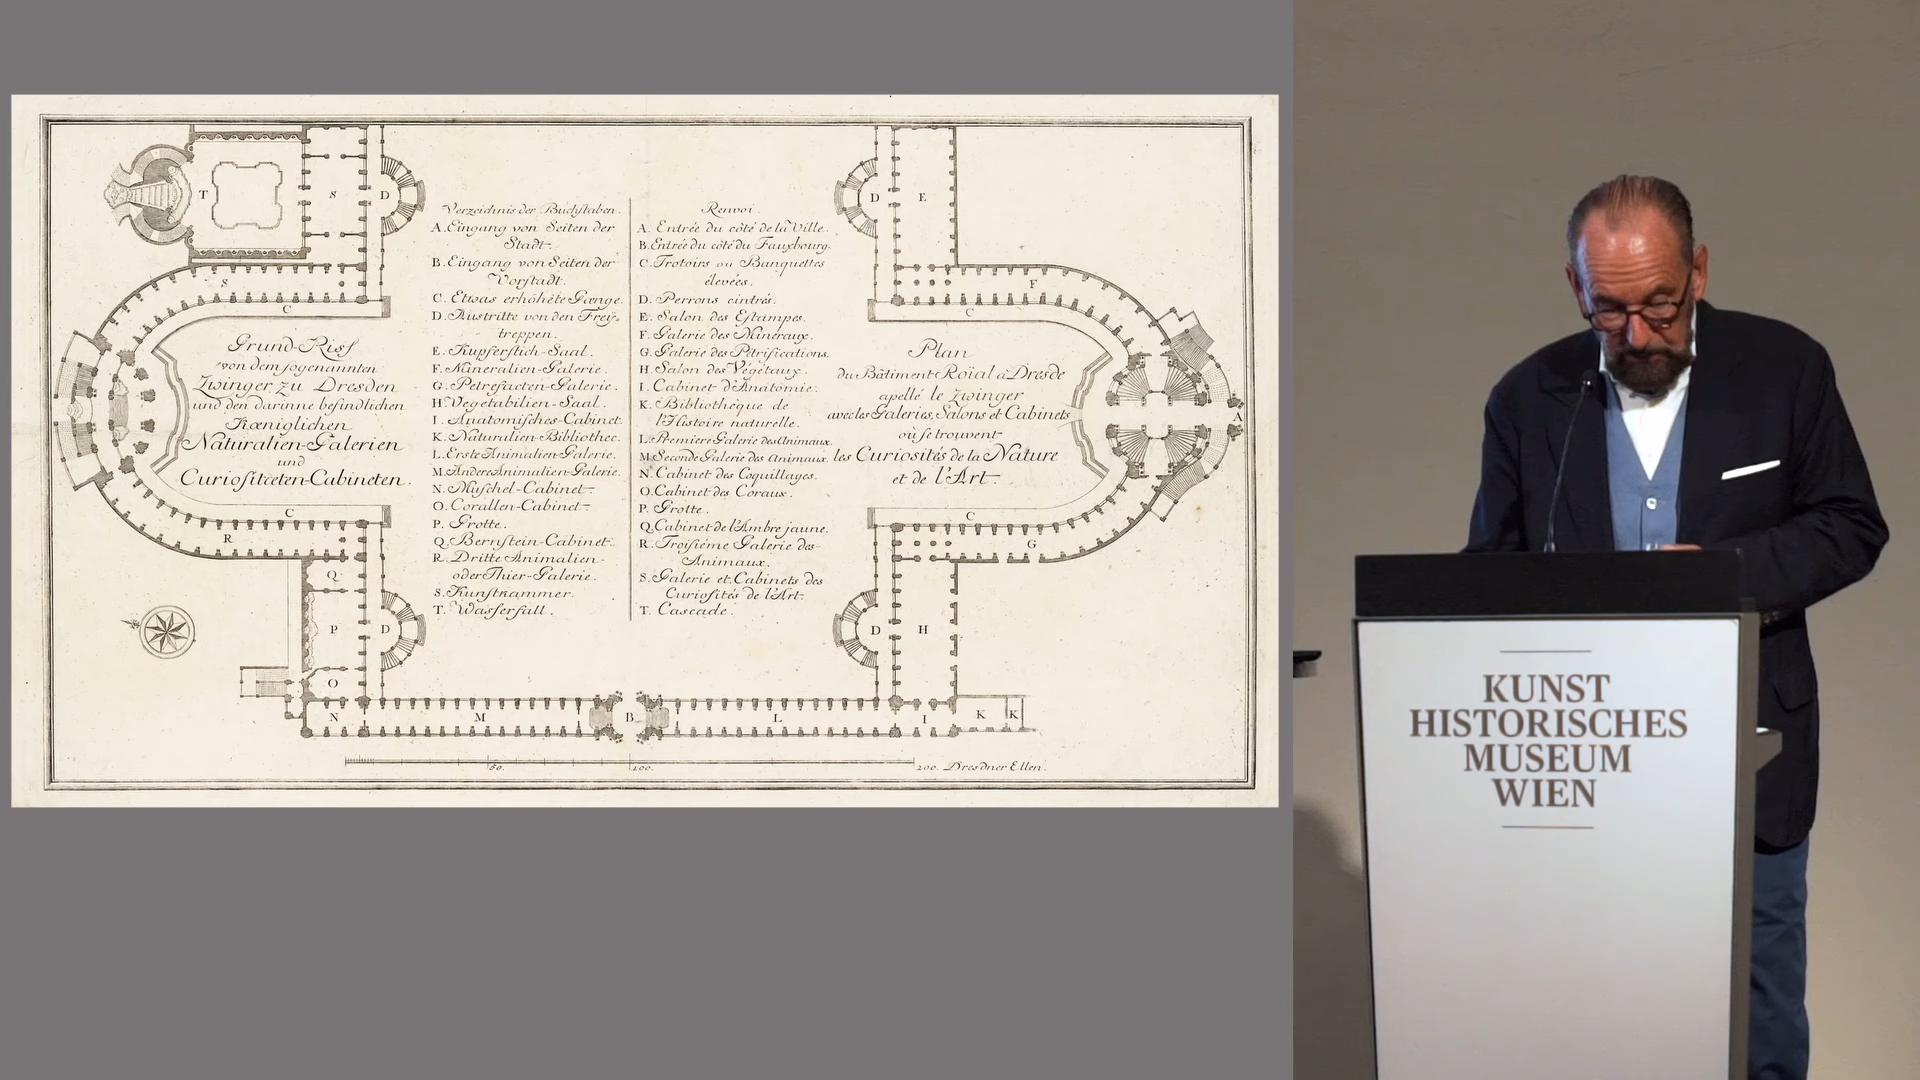 Verzeichnis der Buchstaben.
A. Eingang von Seiten der
Stadt.
B. Eingang von Seiten der
Vorstadt.
C. Etwas erhöhete Gænge.
D. Austritte von den Frey-
treppen.
E. Kupferstich-Saal.
F. Mineralien-Galerie.
G. Petrefacten-Galerie.
H. Vegetabilien-Saal.
I. Anatomisches-Cabinet.
K. Naturalien-Bibliothec.
L. Erste Animalien-Galerie.
M. Andere Animalien-Galerie.
N. Muschel-Cabinet.
O. Corallen-Cabinet.
P. Grotte.
Q. Bernstein-Cabinet.
R. Dritte Animalien-
oder Thier-Galerie.
S. Kunstkammer.
T. Wasserfall.
Renvoi.
A. Entrée du côté de la Ville.
B. Entrée du côté du Fauxbourg.
C. Trotoirs ou Banquettes
élevées.
D. Perrons cintrés.
E. Salon des Estampes.
F. Galerie des Minéraux.
G. Galerie des Pétrifications.
H. Salon des Végétaux.
I. Cabinet d'Anatomie.
K. Bibliothèque de
l'Histoire naturelle.
L. Premiere Galerie des Animaux.
M. Seconde Galerie des Animaux.
N. Cabinet des Coquillages.
O. Cabinet des Coraux.
P. Grotte.
Q. Cabinet de l'Ambre jaune.
R. Troisiéme Galerie des
Animaux.
S. Galerie et Cabinets des
Curiosités de l'Art.
T. Cascade.
Grund-Riss
von dem sogenannten
Zwinger zu Dresden
und den darinne befindlichen
Kœniglichen
Naturalien-Galerien
und
Curiositæten-Cabineten.
Plan
du Bâtiment Roïal a Dresde
apellé le Zwinger
avec les Galeries, Salons et Cabinets
où se trouvent
les Curiosités de la Nature
et de l'Art.
T S D D E
S C C F
A
R C C G
Q
P D D H
O
N M B L I K K
50. 100. 200. Dresdner Ellen.
KUNST
HISTORISCHES
MUSEUM
WIEN